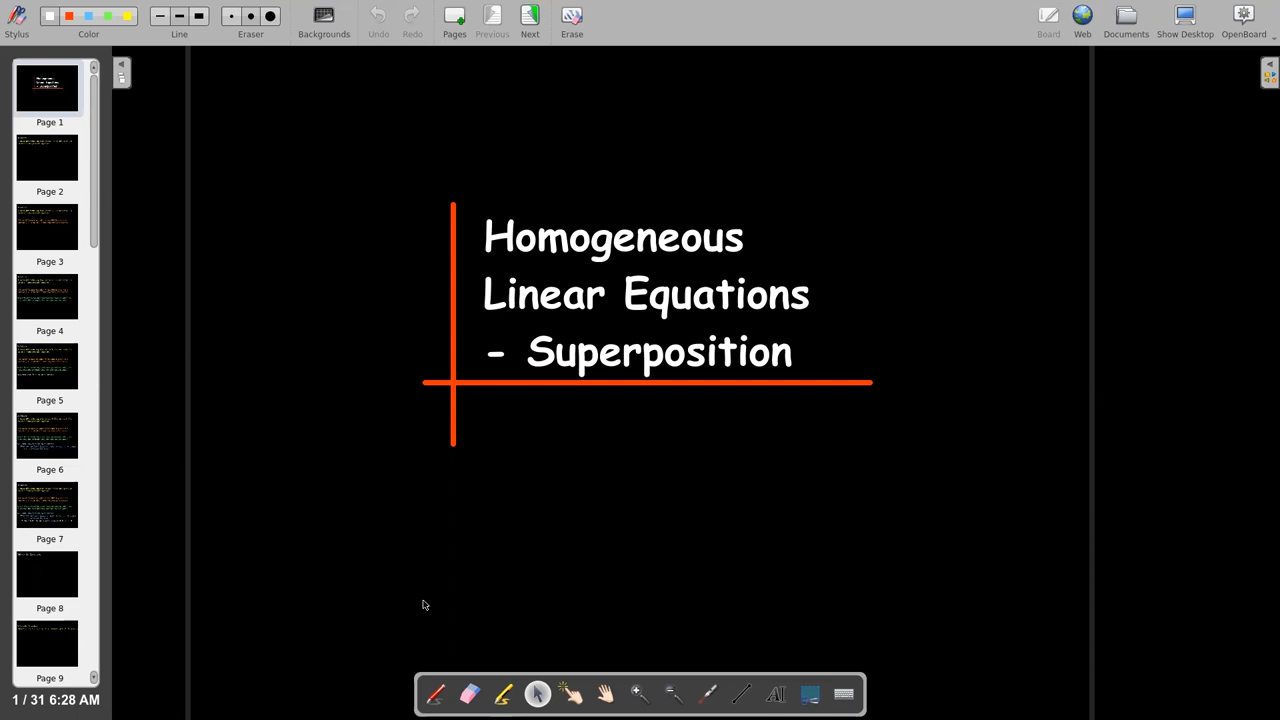 Stylus
Color
Line
Eraser
Backgrounds
Undo
Redo
Pages
Previous
Next
Erase
Board
Web
Documents
Show Desktop
OpenBoard
Page 1
Page 2
Page 3
Page 4
Page 5
Page 6
Page 7
Page 8
Page 9
1 / 31 6:28 AM
Homogeneous
Linear Equations
- Superposition
AI